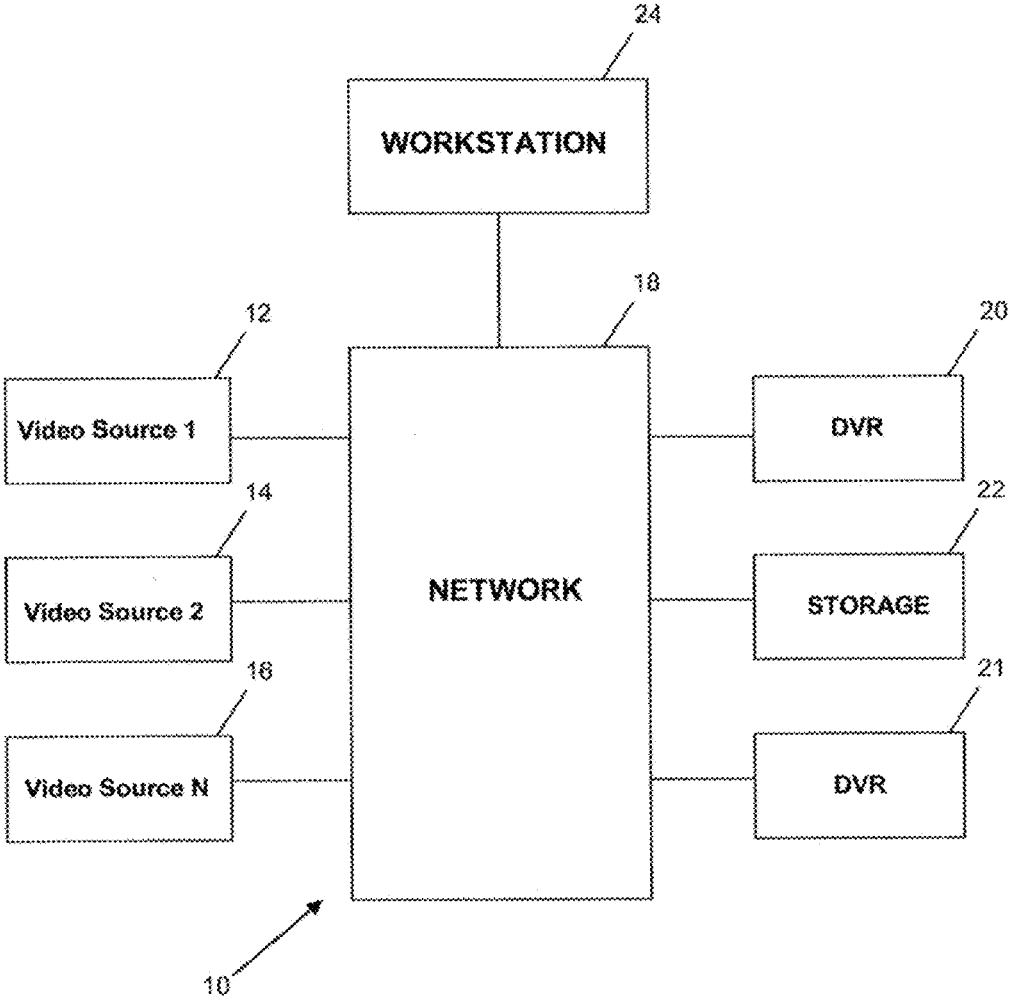 24
WORKSTATION
18
12
20
Video Source 1
DVR
14
22
Video Source 2
NETWORK
STORAGE
16
21
Video Source N
DVR
10